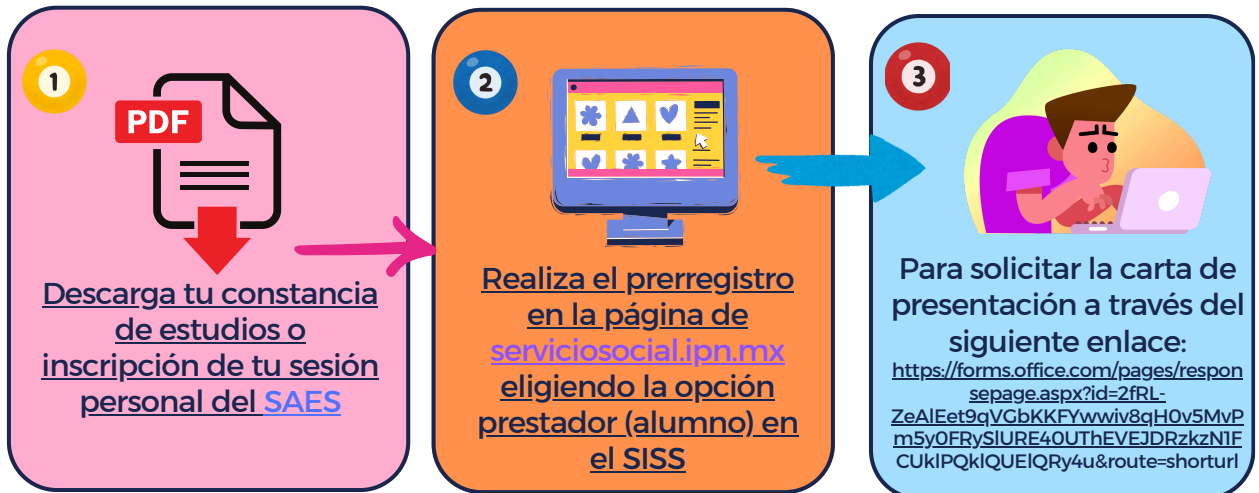 1
PDF
Descarga tu constancia
de estudios o
inscripción de tu sesión
personal del SAES
2
Realiza el prerregistro
en la página de
serviciosocial.ipn.mx
eligiendo la opción
prestador (alumno) en
el SISS
3
Para solicitar la carta de
presentación a través del
siguiente enlace:
https://forms.office.com/pages/respon
sepage.aspx?id=2fRL-
ZeAlEet9qVGbKKFYwwiv8qH0v5MvP
m5y0FRySlURE40UThEVEJDRzkzN1F
CUklPQklQUElQRy4u&route=shorturl